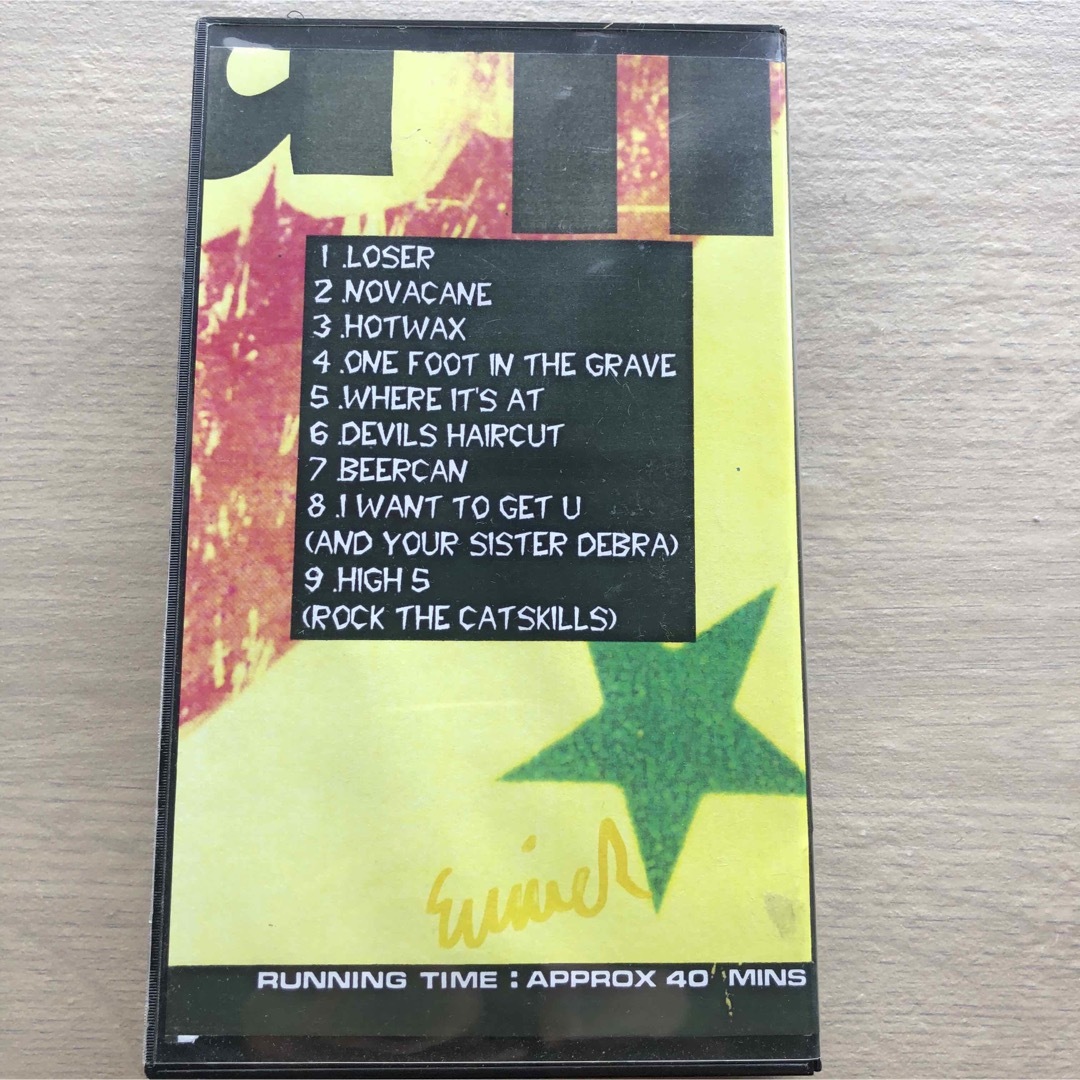 1 .LOSER
2 .NOVACANE
3 .HOTWAX
4 .ONE FOOT IN THE GRAVE
5 .WHERE IT'S AT
6 .DEVILS HAIRCUT
7 .BEERCAN
8 .I WANT TO GET U
(AND YOUR SISTER DEBRA)
9 .HIGH 5
(ROCK THE CATSKILLS)
RUNNING TIME : APPROX 40' MINS